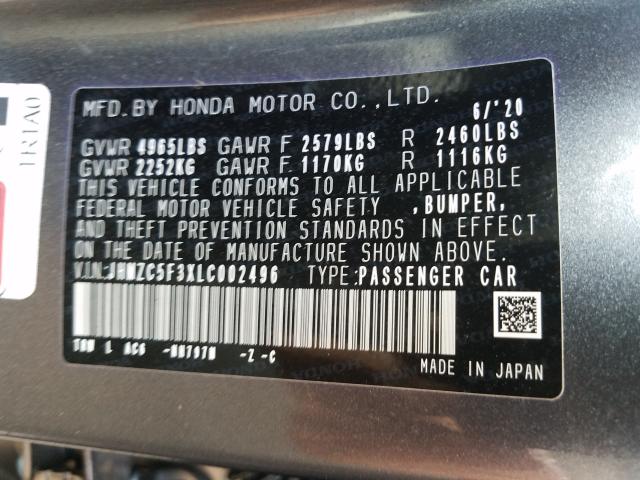 MFD. BY HONDA MOTOR CO., LTD. 6/'20
GVWR 4965LBS GAWR F 2579LBS R 2460LBS
GVWR 2252KG GAWR F 1170KG R 1116KG
THIS VEHICLE CONFORMS TO ALL APPLICABLE
FEDERAL MOTOR VEHICLE SAFETY , BUMPER,
AND THEFT PREVENTION STANDARDS IN EFFECT
ON THE DATE OF MANUFACTURE SHOWN ABOVE.
V.I.N.:JHMZC5F3XLC002496 TYPE:PASSENGER CAR
-NH797M -Z -C
MADE IN JAPAN
1R1A0